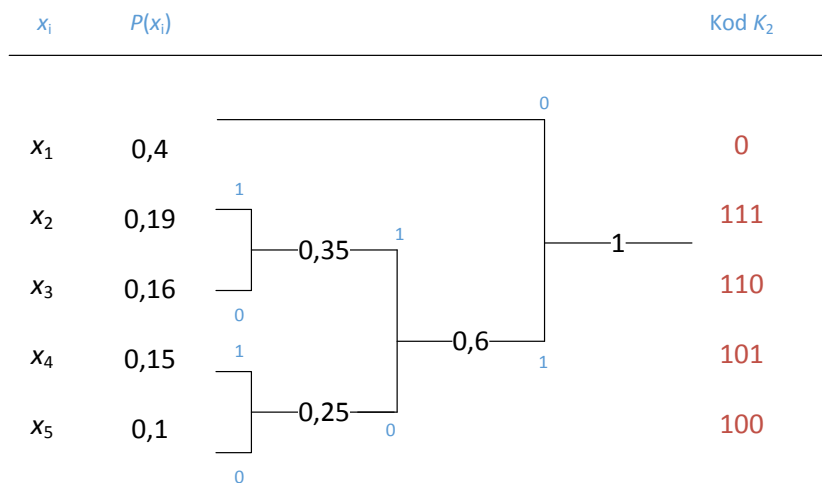 xi P(xi) Kod K2
0
x1 0,4 0
1
x2 0,19 111
1
0,35 1
x3 0,16 110
0
1 0,6 1
x4 0,15 101
0,25 0
x5 0,1 100
0